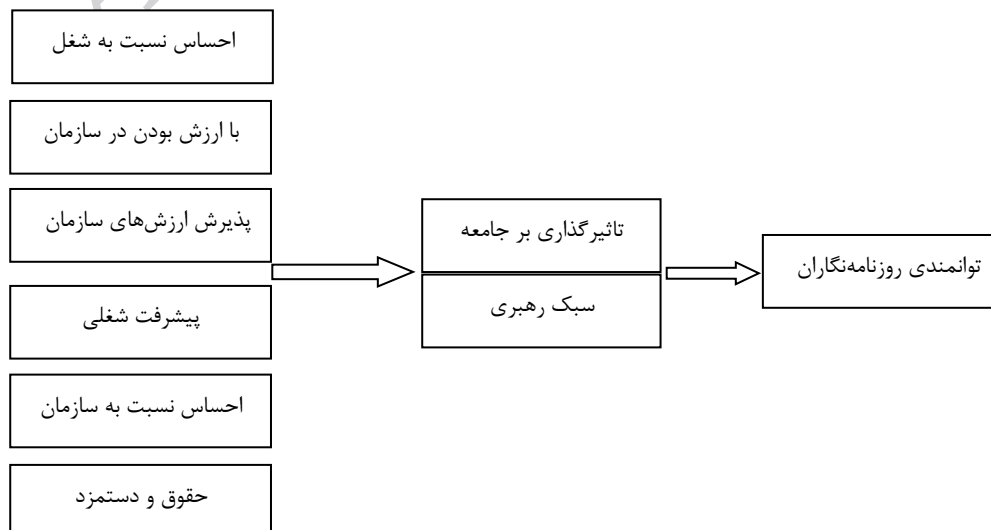 احساس نسبت به شغل
با ارزش بودن در سازمان
پذیرش ارزش‌های سازمان
پیشرفت شغلی
احساس نسبت به سازمان
حقوق و دستمزد
تاثیرگذاری بر جامعه
سبک رهبری
توانمندی روزنامه‌نگاران